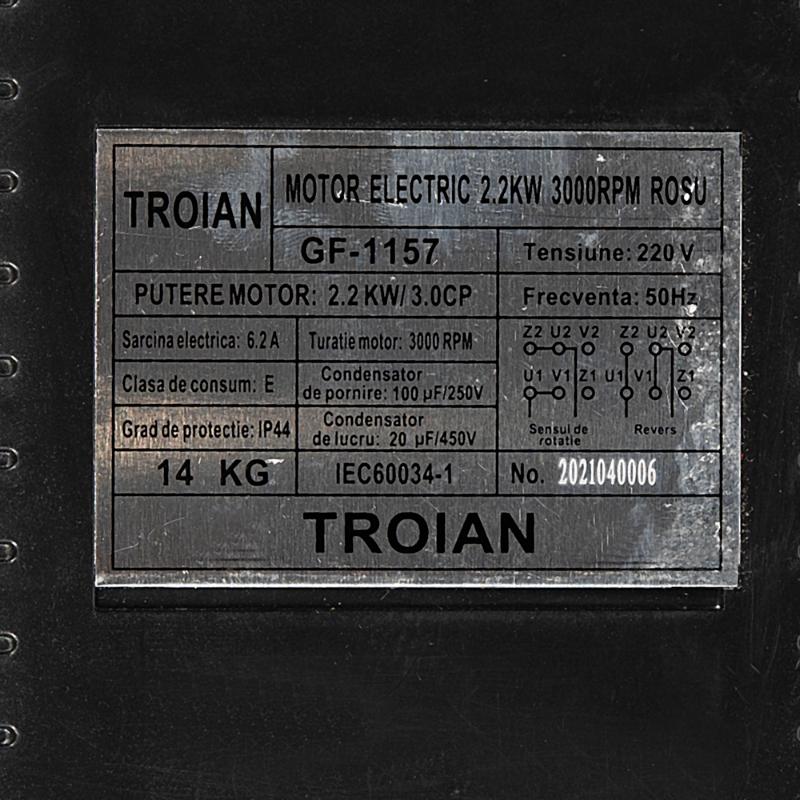 TROIAN
MOTOR ELECTRIC 2.2KW 3000RPM ROSU
GF-1157
Tensiune: 220 V
PUTERE MOTOR: 2.2 KW/ 3.0CP
Frecventa: 50Hz
Sarcina electrica: 6.2 A
Turatie motor: 3000 RPM
Clasa de consum: E
Condensator
de pornire: 100 µF/250V
Grad de protectie: IP44
Condensator
de lucru: 20 µF/450V
Z2 U2 V2 Z2 U2 V2
U1 V1 Z1 U1 V1 Z1
Sensul de
rotatie
Revers
14 KG
IEC60034-1
No. 2021040006
TROIAN